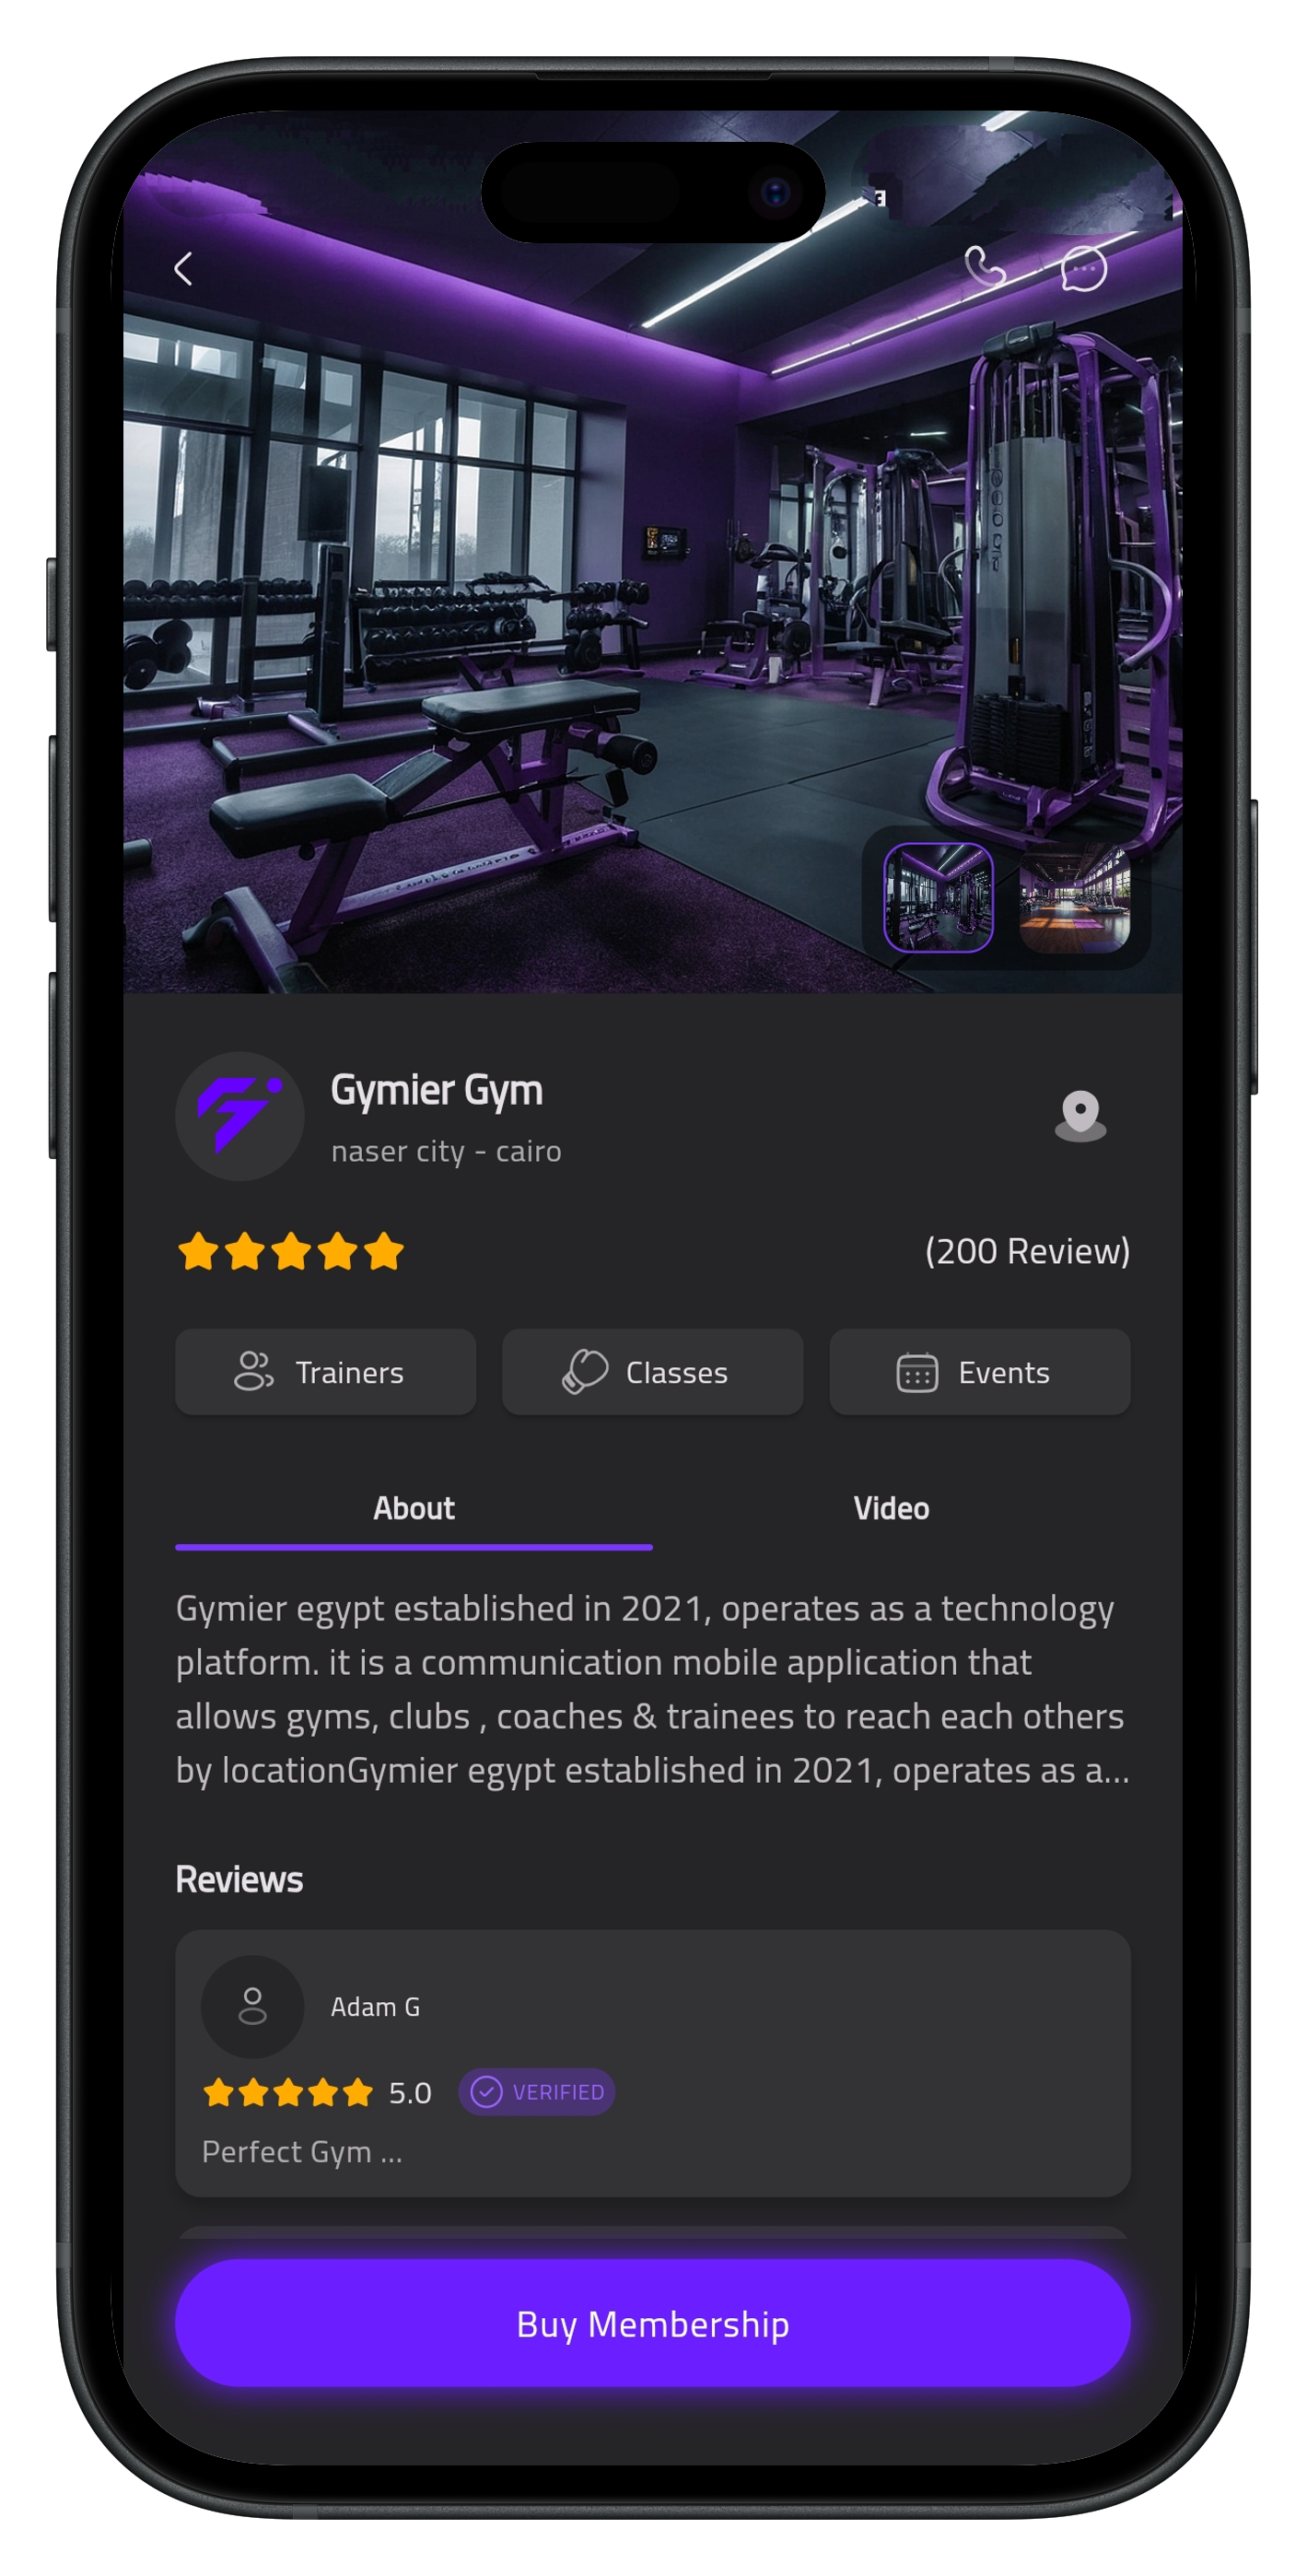 Gymier Gym
naser city - cairo
(200 Review)
Trainers
Classes
Events
About
Video
Gymier egypt established in 2021, operates as a technology
platform. it is a communication mobile application that
allows gyms, clubs , coaches & trainees to reach each others
by locationGymier egypt established in 2021, operates as a...
Reviews
Adam G
5.0
VERIFIED
Perfect Gym ...
Buy Membership